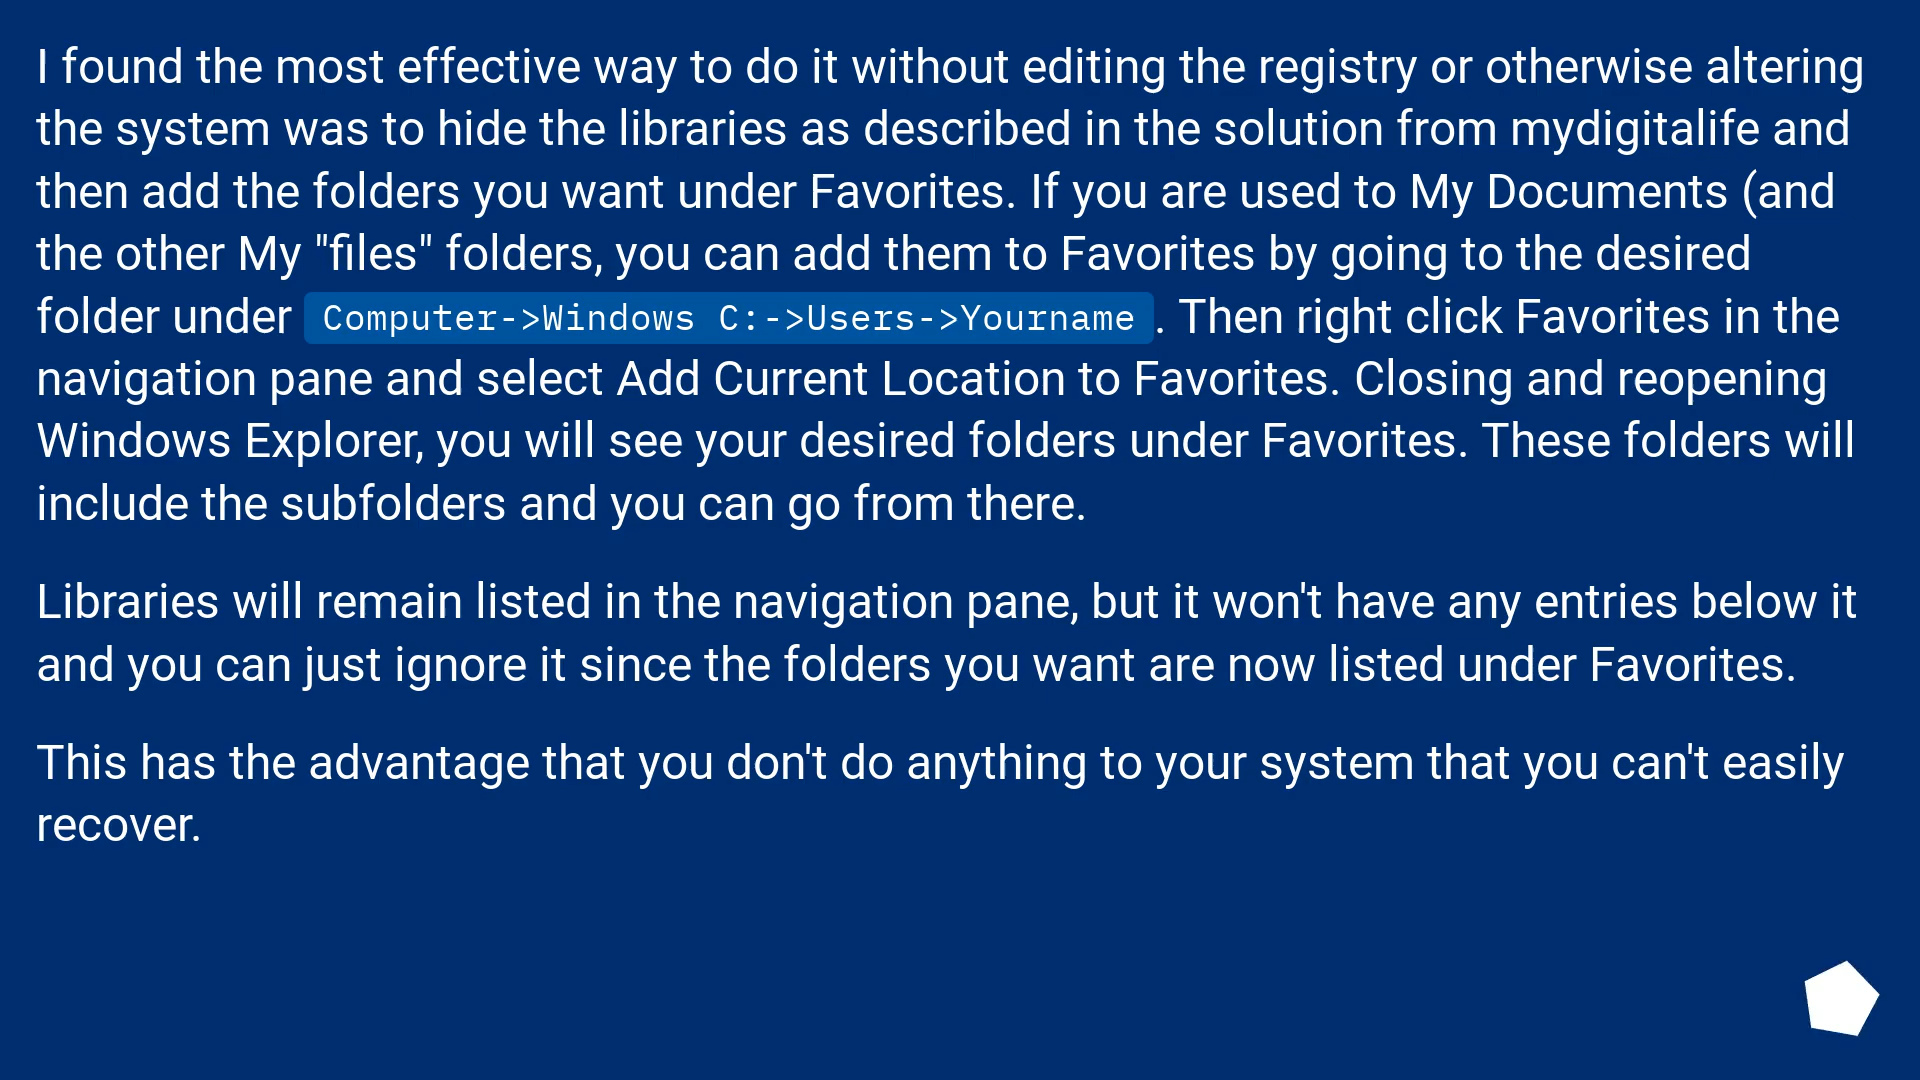 I found the most effective way to do it without editing the registry or otherwise altering
the system was to hide the libraries as described in the solution from mydigitalife and
then add the folders you want under Favorites. If you are used to My Documents (and
the other My "files" folders, you can add them to Favorites by going to the desired
folder under Computer->Windows C:->Users->Yourname. Then right click Favorites in the
navigation pane and select Add Current Location to Favorites. Closing and reopening
Windows Explorer, you will see your desired folders under Favorites. These folders will
include the subfolders and you can go from there.
Libraries will remain listed in the navigation pane, but it won't have any entries below it
and you can just ignore it since the folders you want are now listed under Favorites.
This has the advantage that you don't do anything to your system that you can't easily
recover.